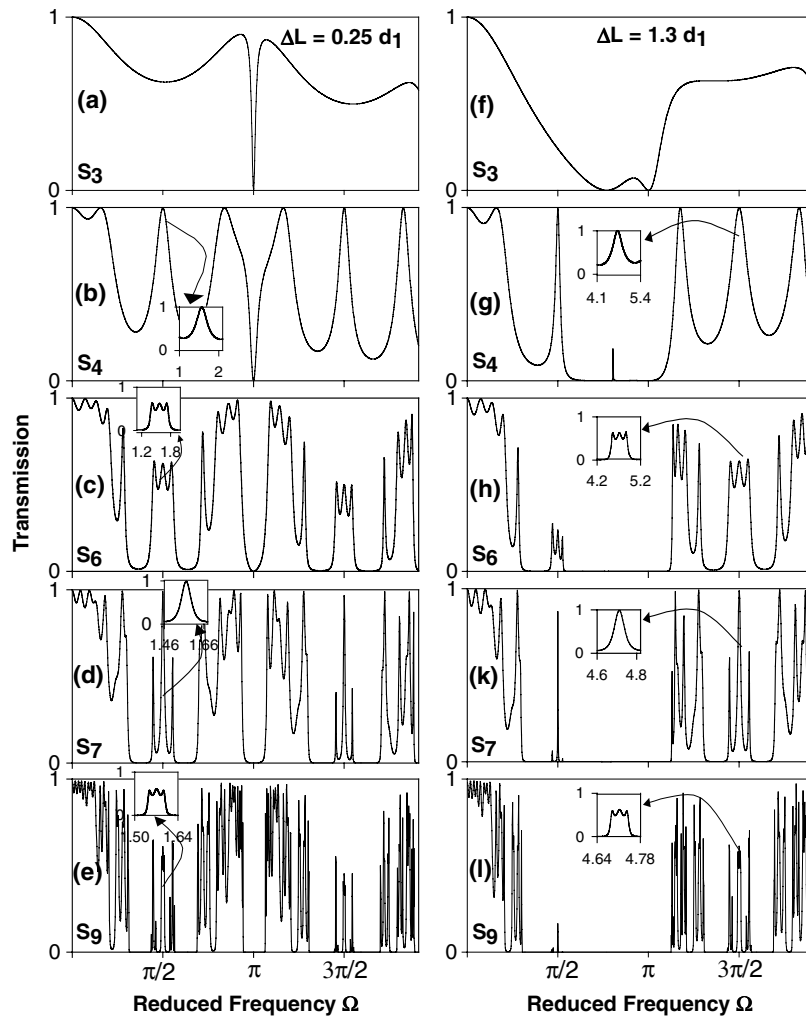 1
ΔL = 0.25 d1
(a)
S3
0
1
(b)
1
0
1 2
S4
0
1
1
0
1.2 1.8
(c)
S6
0
1
1
0
1.46 1.66
(d)
S7
0
1
1
0
.50 1.64
(e)
S9
0
π/2 π 3π/2
Reduced Frequency Ω
Transmission
1
ΔL = 1.3 d1
(f)
S3
0
1
1
0
4.1 5.4
(g)
S4
0
1
1
0
4.2 5.2
(h)
S6
0
1
1
0
4.6 4.8
(k)
S7
0
1
1
0
4.64 4.78
(l)
S9
0
π/2 π 3π/2
Reduced Frequency Ω